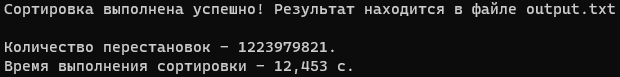 Сортировка выполнена успешно! Результат находится в файле output.txt
Количество перестановок – 1223979821.
Время выполнения сортировки – 12,453 с.